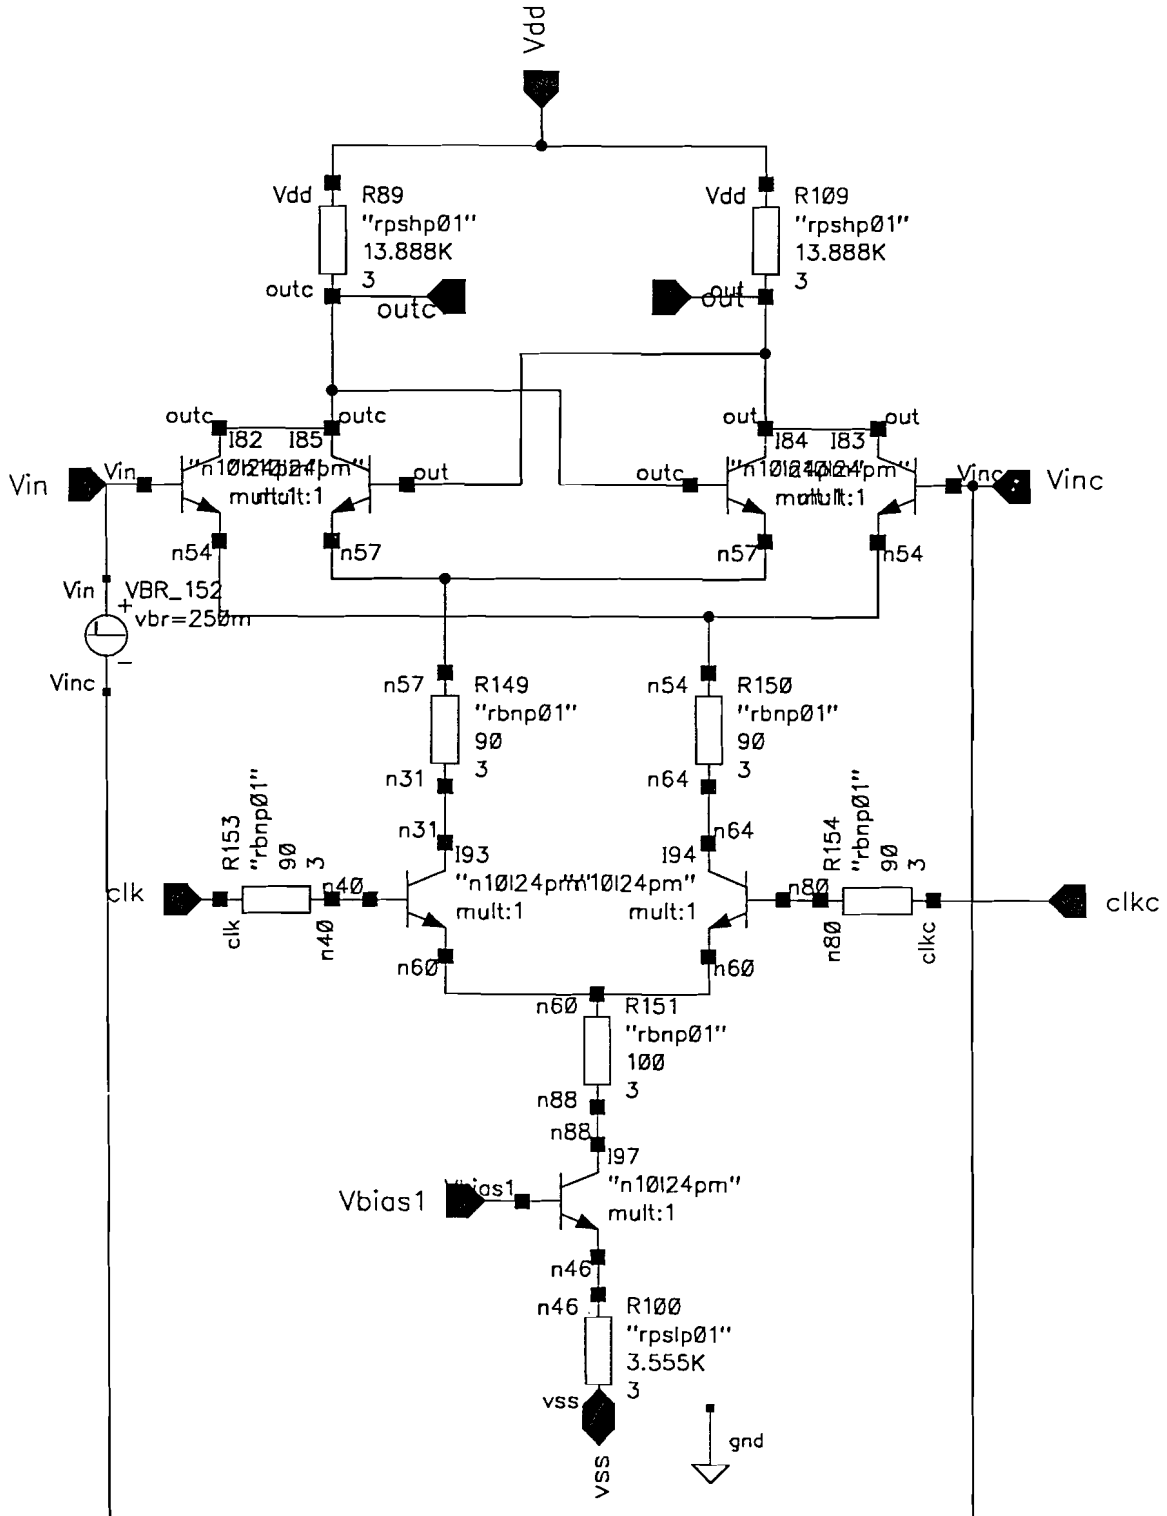 Vdd
Vdd
R89
"rpshp01"
13.888K
3
outc
outc
Vdd
R109
"rpshp01"
13.888K
3
out
out
outc
outc
I82
I85
mult:1
Vin
Vin
out
n54
n57
out
out
I84
I83
outc
mult:1
Vinc
Vinc
n57
n54
Vin
VBR_152
+
vbr=250m
-
Vinc
n57
R149
"rbnp01"
90
3
n31
n54
R150
"rbnp01"
90
3
n64
n31
I93
"n10l24pm"
mult:1
n64
I94
mult:1
clk
R153
"rbnp01"
90
3
n40
clk
n40
n60
R154
"rbnp01"
90
3
n80
n80
clkc
clkc
n60
n60
R151
"rbnp01"
100
3
n88
n88
I97
"n10l24pm"
mult:1
Vbias1
Vbias1
n46
n46
R100
"rpslp01"
3.555K
3
vss
vss
gnd